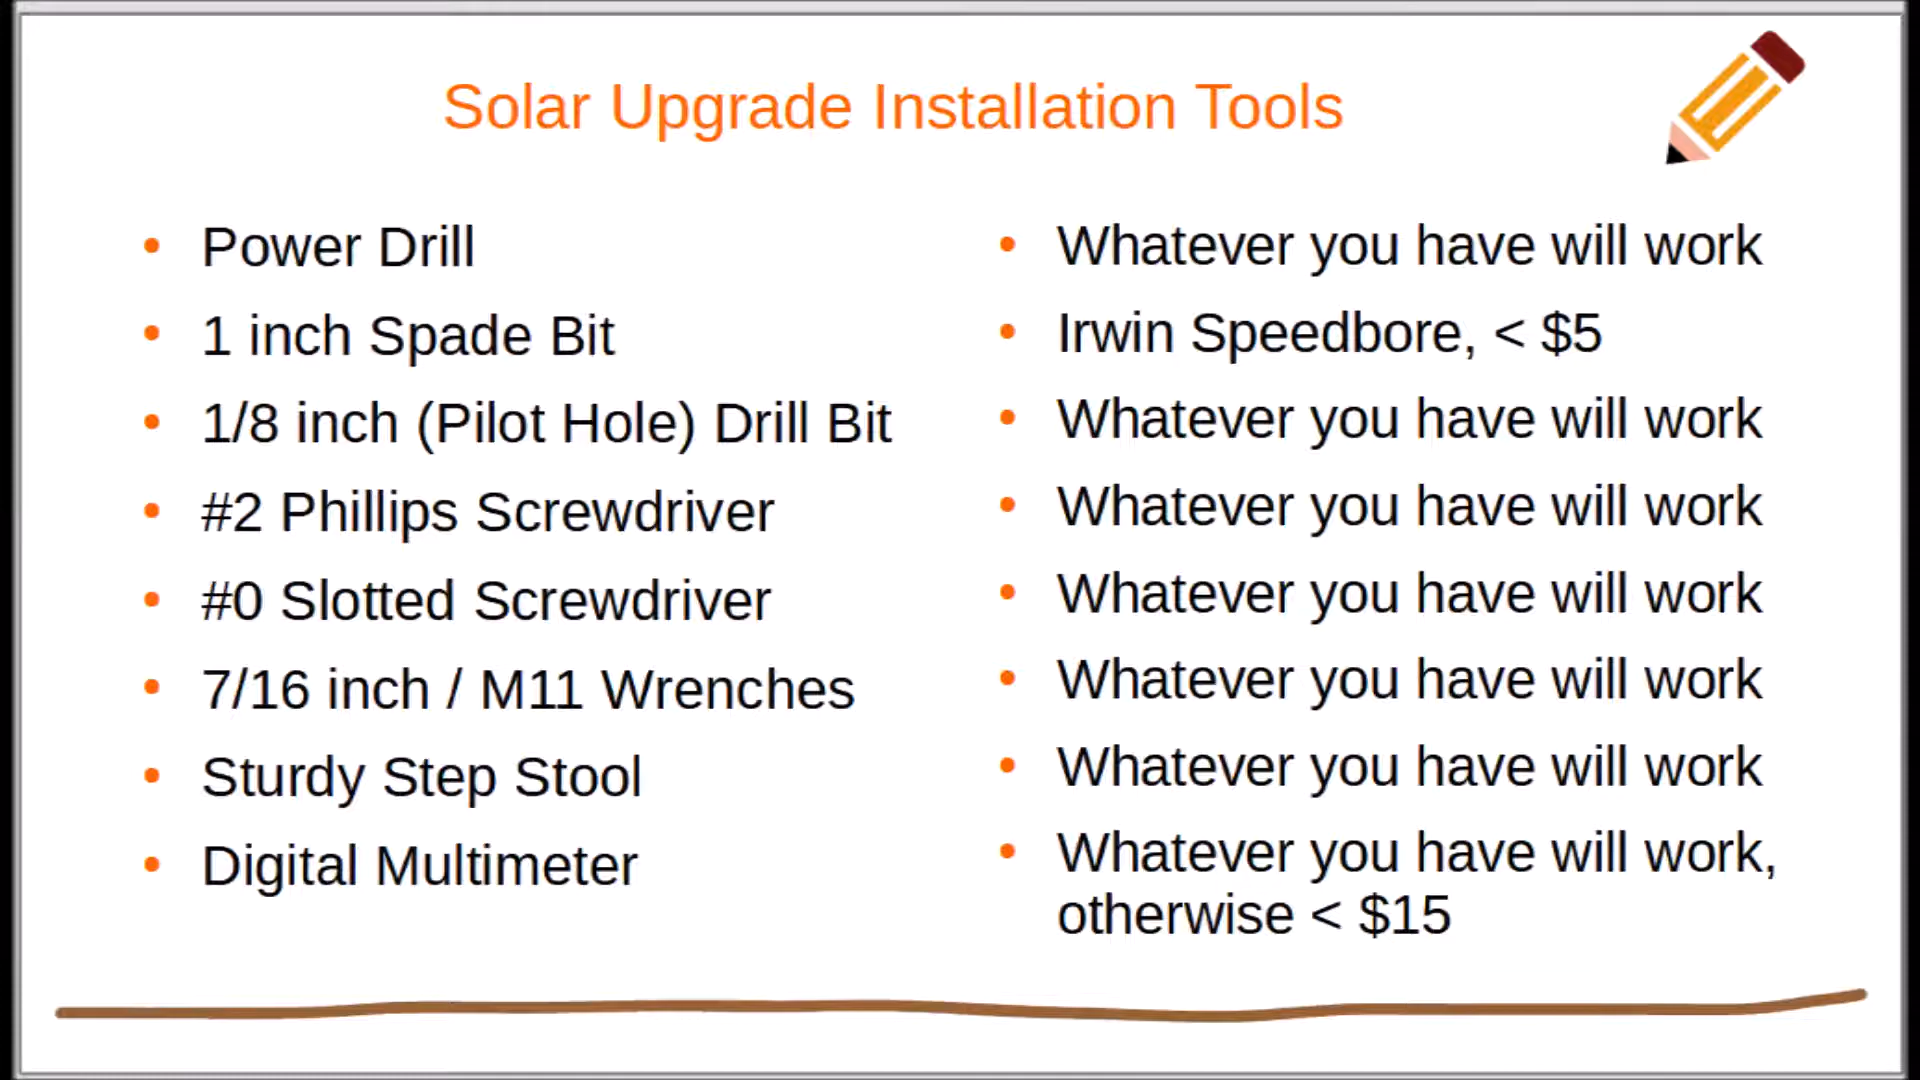 Solar Upgrade Installation Tools
• Power Drill
• 1 inch Spade Bit
• 1/8 inch (Pilot Hole) Drill Bit
• #2 Phillips Screwdriver
• #0 Slotted Screwdriver
• 7/16 inch / M11 Wrenches
• Sturdy Step Stool
• Digital Multimeter
• Whatever you have will work
• Irwin Speedbore, < $5
• Whatever you have will work
• Whatever you have will work
• Whatever you have will work
• Whatever you have will work
• Whatever you have will work
• Whatever you have will work,
otherwise < $15